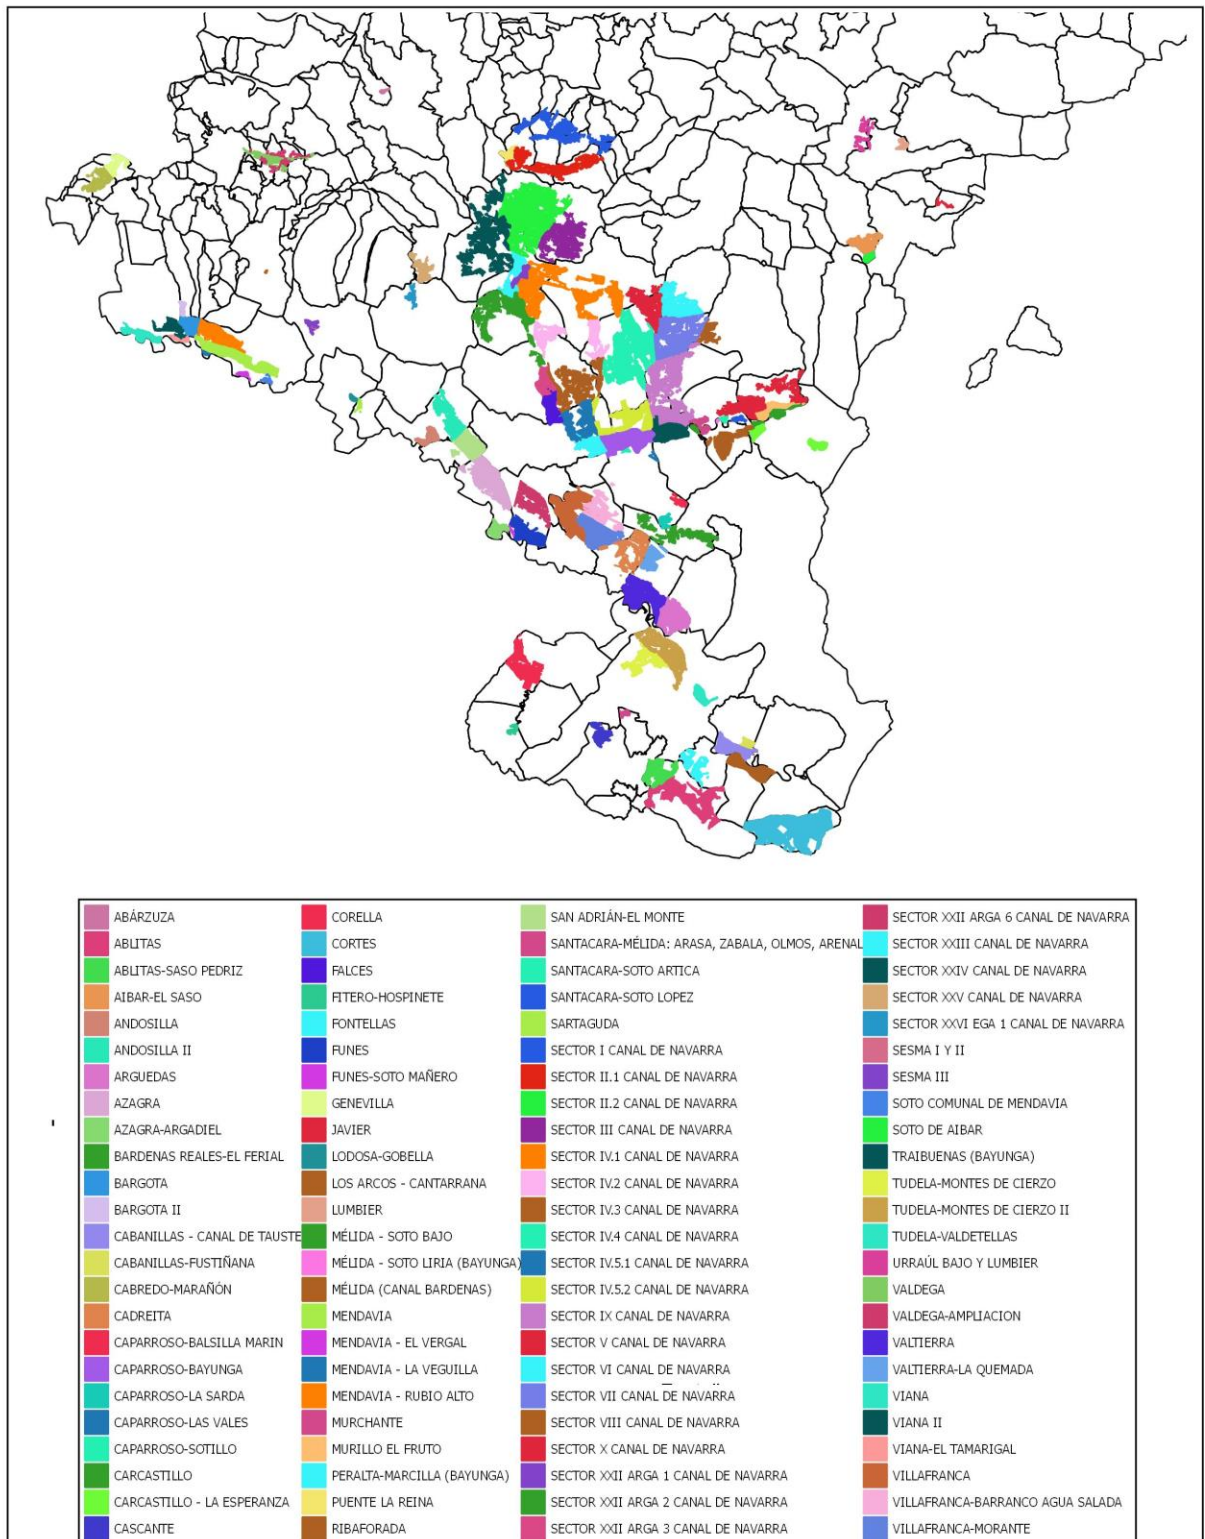 ABÁRZUZA
ABLITAS
ABLITAS-SASO PEDRIZ
AIBAR-EL SASO
ANDOSILLA
ANDOSILLA II
ARGUEDAS
AZAGRA
AZAGRA-ARGADIEL
BARDENAS REALES-EL FERIAL
BARGOTA
BARGOTA II
CABANILLAS - CANAL DE TAUSTE
CABANILLAS-FUSTIÑANA
CABREDO-MARAÑÓN
CADREITA
CAPARROSO-BALSILLA MARIN
CAPARROSO-BAYUNGA
CAPARROSO-LA SARDA
CAPARROSO-LAS VALES
CAPARROSO-SOTILLO
CARCASTILLO
CARCASTILLO - LA ESPERANZA
CASCANTE
CORELLA
CORTES
FALCES
FITERO-HOSPINETE
FONTELLAS
FUNES
FUNES-SOTO MAÑERO
GENEVILLA
JAVIER
LODOSA-GOBELLA
LOS ARCOS - CANTARRANA
LUMBIER
MÉLIDA - SOTO BAJO
MÉLIDA - SOTO LIRIA (BAYUNGA)
MÉLIDA (CANAL BARDENAS)
MENDAVIA
MENDAVIA - EL VERGAL
MENDAVIA - LA VEGUILLA
MENDAVIA - RUBIO ALTO
MURCHANTE
MURILLO EL FRUTO
PERALTA-MARCILLA (BAYUNGA)
PUENTE LA REINA
RIBAFORADA
SAN ADRIÁN-EL MONTE
SANTACARA-MÉLIDA: ARASA, ZABALA, OLMOS, ARENAL
SANTACARA-SOTO ARTICA
SANTACARA-SOTO LOPEZ
SARTAGUDA
SECTOR I CANAL DE NAVARRA
SECTOR II.1 CANAL DE NAVARRA
SECTOR II.2 CANAL DE NAVARRA
SECTOR III CANAL DE NAVARRA
SECTOR IV.1 CANAL DE NAVARRA
SECTOR IV.2 CANAL DE NAVARRA
SECTOR IV.3 CANAL DE NAVARRA
SECTOR IV.4 CANAL DE NAVARRA
SECTOR IV.5.1 CANAL DE NAVARRA
SECTOR IV.5.2 CANAL DE NAVARRA
SECTOR IX CANAL DE NAVARRA
SECTOR V CANAL DE NAVARRA
SECTOR VI CANAL DE NAVARRA
SECTOR VII CANAL DE NAVARRA
SECTOR VIII CANAL DE NAVARRA
SECTOR X CANAL DE NAVARRA
SECTOR XXII ARGA 1 CANAL DE NAVARRA
SECTOR XXII ARGA 2 CANAL DE NAVARRA
SECTOR XXII ARGA 3 CANAL DE NAVARRA
SECTOR XXII ARGA 6 CANAL DE NAVARRA
SECTOR XXIII CANAL DE NAVARRA
SECTOR XXIV CANAL DE NAVARRA
SECTOR XXV CANAL DE NAVARRA
SECTOR XXVI EGA 1 CANAL DE NAVARRA
SESMA I Y II
SESMA III
SOTO COMUNAL DE MENDAVIA
SOTO DE AIBAR
TRAIBUENAS (BAYUNGA)
TUDELA-MONTES DE CIERZO
TUDELA-MONTES DE CIERZO II
TUDELA-VALDETELLAS
URRAÚL BAJO Y LUMBIER
VALDEGA
VALDEGA-AMPLIACION
VALTIERRA
VALTIERRA-LA QUEMADA
VIANA
VIANA II
VIANA-EL TAMARIGAL
VILLAFRANCA
VILLAFRANCA-BARRANCO AGUA SALADA
VILLAFRANCA-MORANTE